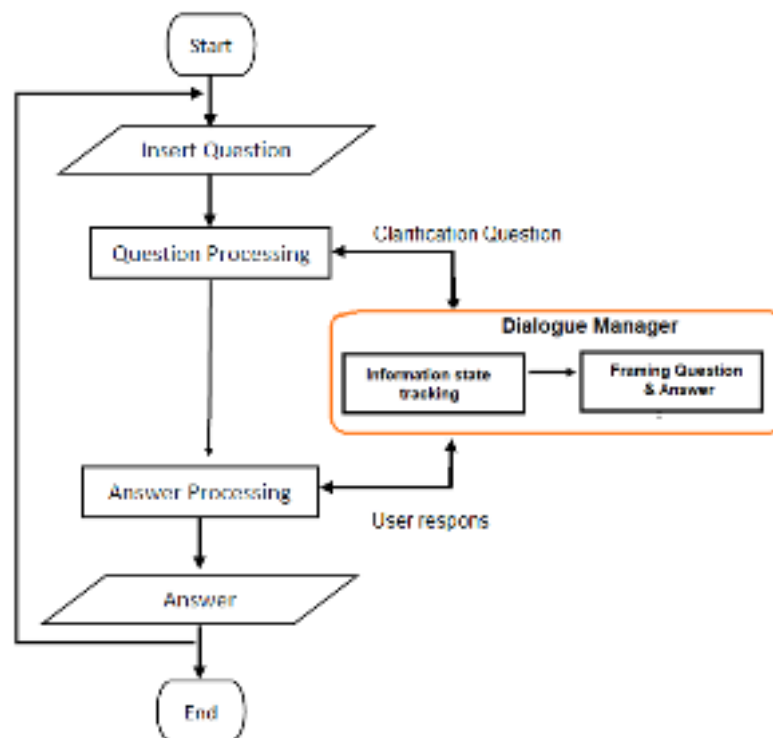 Start
Insert Question
Clarification Question
Question Processing
Dialogue Manager
Information state
tracking
Framing Question
& Answer
Answer Processing
User respons
Answer
End